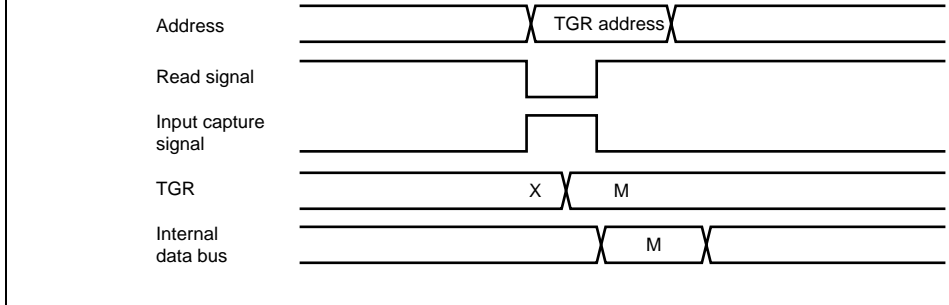 Address
TGR address
Read signal
Input capture
signal
TGR
X
M
Internal
data bus
M